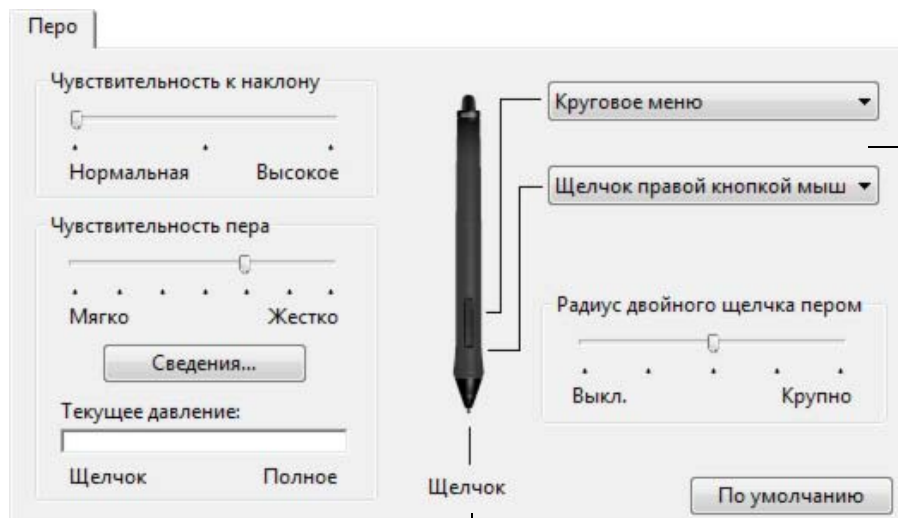 Перо
Чувствительность к наклону
Нормальная Высокое
Чувствительность пера
Мягко Жестко
Сведения...
Текущее давление:
Щелчок Полное
Щелчок
Круговое меню
Щелчок правой кнопкой мыш
Радиус двойного щелчка пером
Выкл. Крупно
По умолчанию